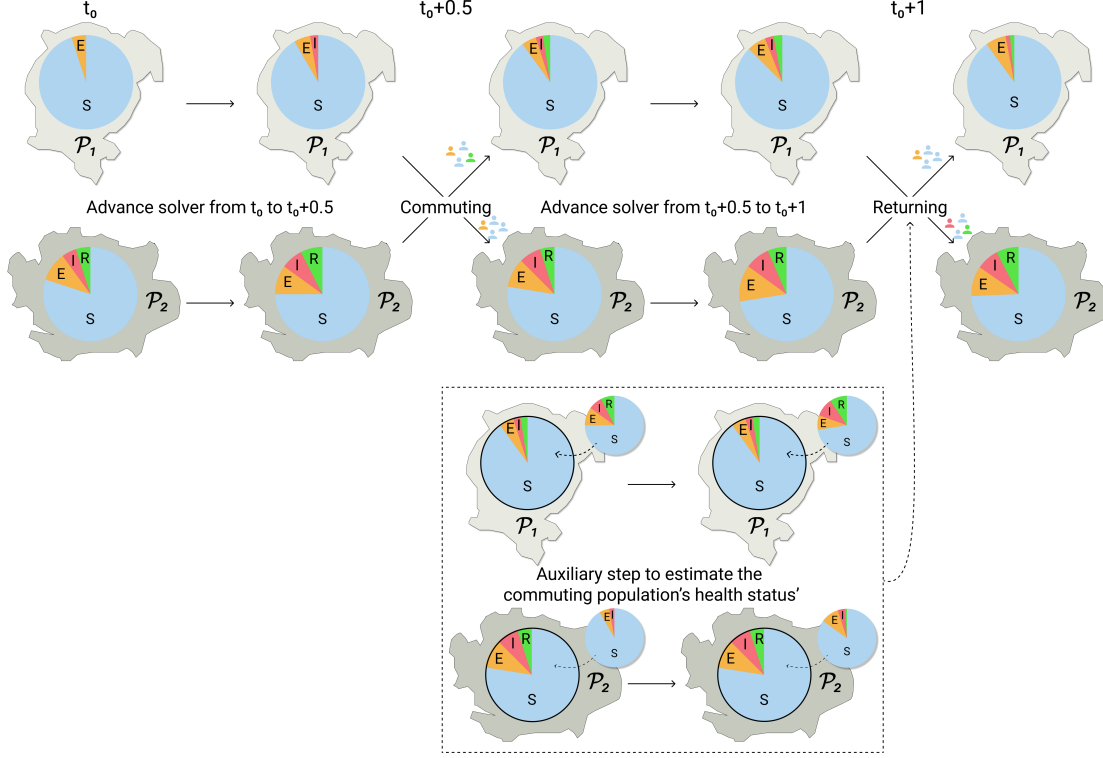 t₀
t₀+0.5
t₀+1
E
S
P₁
E I
S
P₁
E I
S
P₁
E I
S
P₁
E
S
P₁
Advance solver from t₀ to t₀+0.5
Commuting
Advance solver from t₀+0.5 to t₀+1
Returning
E I R
S
P₂
E I R
S
P₂
E I R
S
P₂
E I R
S
P₂
E I R
S
P₂
E I
S
P₁
E I R
S
E I
S
P₁
E I R
S
Auxiliary step to estimate the
commuting population's health status'
E I R
S
P₂
E I
S
E I R
S
P₂
E I
S